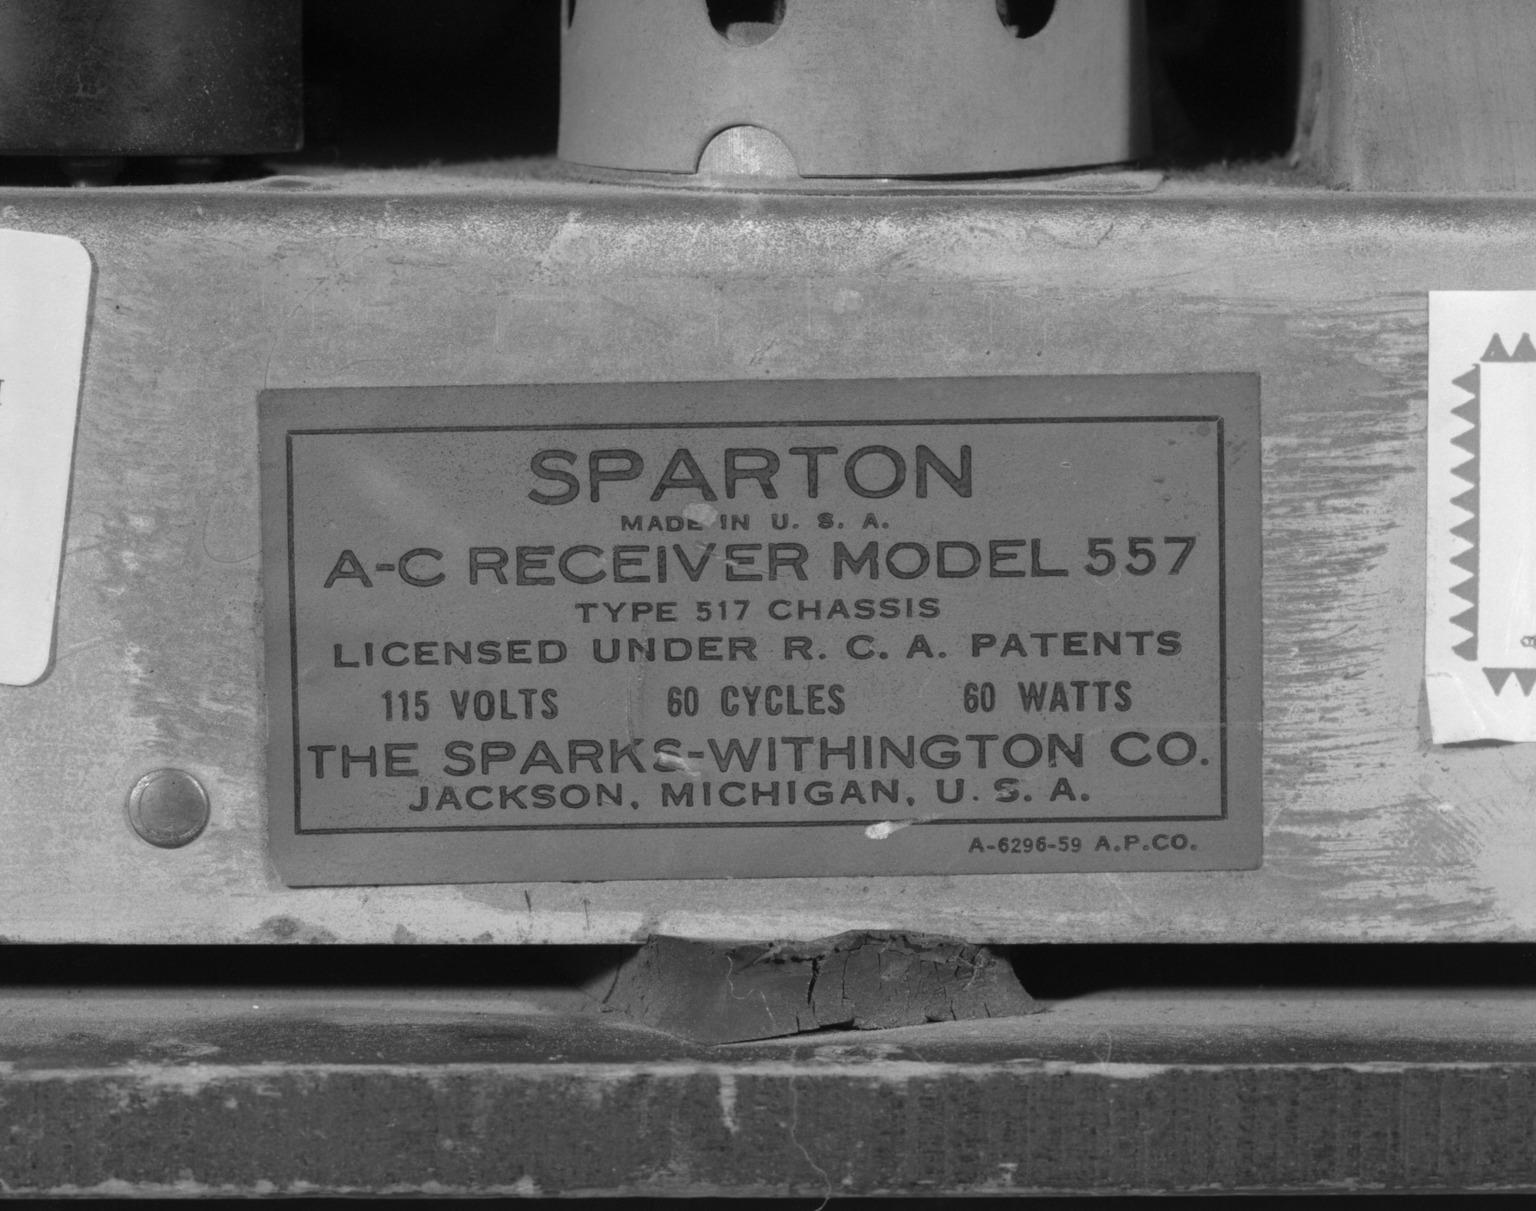 SPARTON
MADE IN U. S. A.
A-C RECEIVER MODEL 557
TYPE 517 CHASSIS
LICENSED UNDER R. C. A. PATENTS
115 VOLTS 60 CYCLES 60 WATTS
THE SPARKS-WITHINGTON CO.
JACKSON, MICHIGAN, U. S. A.
A-6296-59 A.P.CO.